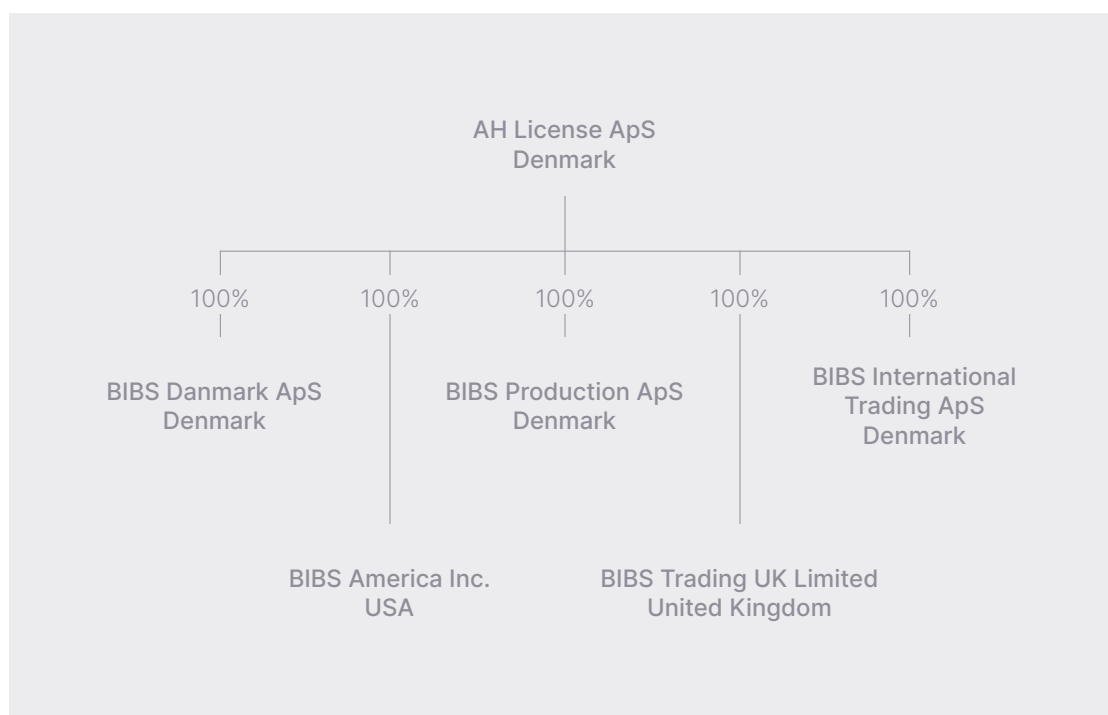 AH License ApS
Denmark
100%
100%
100%
100%
100%
BIBS Danmark ApS
Denmark
BIBS Production ApS
Denmark
BIBS International
Trading ApS
Denmark
BIBS America Inc.
USA
BIBS Trading UK Limited
United Kingdom